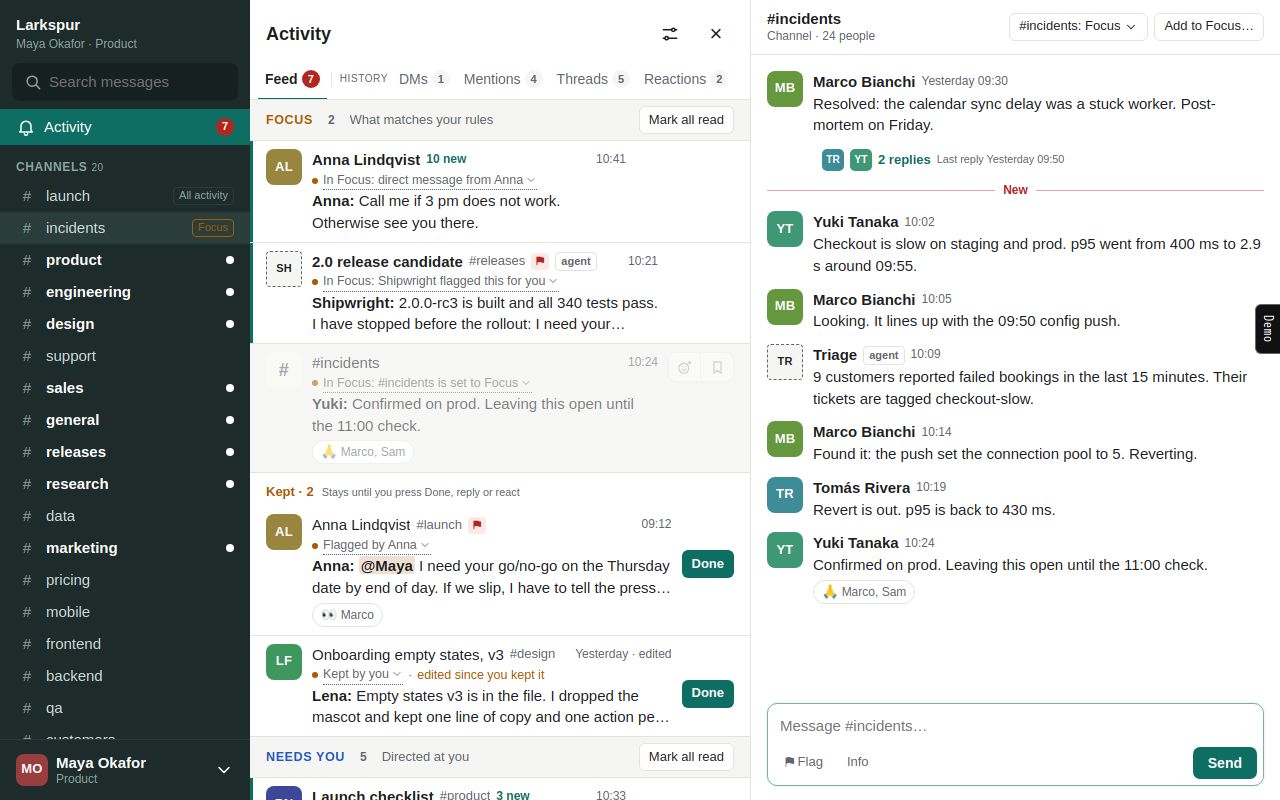 Larkspur
Maya Okafor · Product
Search messages
Activity
7
CHANNELS 20
# launch
All activity
# incidents
Focus
# product
# engineering
# design
# support
# sales
# general
# releases
# research
# data
# marketing
# pricing
# mobile
# frontend
# backend
# qa
# customers
MO
Maya Okafor
Product
Activity
Feed 7
HISTORY
DMs 1
Mentions 4
Threads 5
Reactions 2
FOCUS 2 What matches your rules
Mark all read
AL
Anna Lindqvist 10 new 10:41
In Focus: direct message from Anna
Anna: Call me if 3 pm does not work.
Otherwise see you there.
SH
2.0 release candidate #releases agent 10:21
In Focus: Shipwright flagged this for you
Shipwright: 2.0.0-rc3 is built and all 340 tests pass.
I have stopped before the rollout: I need your…
#
#incidents 10:24
In Focus: #incidents is set to Focus
Yuki: Confirmed on prod. Leaving this open until
the 11:00 check.
🙏 Marco, Sam
Kept · 2 Stays until you press Done, reply or react
AL
Anna Lindqvist #launch 09:12
Flagged by Anna
Anna: @Maya I need your go/no-go on the Thursday
date by end of day. If we slip, I have to tell the press…
Done
👀 Marco
LF
Onboarding empty states, v3 #design Yesterday · edited
Kept by you · edited since you kept it
Lena: Empty states v3 is in the file. I dropped the
mascot and kept one line of copy and one action pe…
Done
NEEDS YOU 5 Directed at you
Mark all read
Launch checklist #product 3 new 10:33
#incidents
Channel · 24 people
#incidents: Focus
Add to Focus…
MB
Marco Bianchi Yesterday 09:30
Resolved: the calendar sync delay was a stuck worker. Post-
mortem on Friday.
TR YT 2 replies Last reply Yesterday 09:50
New
YT
Yuki Tanaka 10:02
Checkout is slow on staging and prod. p95 went from 400 ms to 2.9
s around 09:55.
MB
Marco Bianchi 10:05
Looking. It lines up with the 09:50 config push.
TR
Triage agent 10:09
9 customers reported failed bookings in the last 15 minutes. Their
tickets are tagged checkout-slow.
MB
Marco Bianchi 10:14
Found it: the push set the connection pool to 5. Reverting.
TR
Tomás Rivera 10:19
Revert is out. p95 is back to 430 ms.
YT
Yuki Tanaka 10:24
Confirmed on prod. Leaving this open until the 11:00 check.
🙏 Marco, Sam
Message #incidents…
Flag
Info
Send
Demo